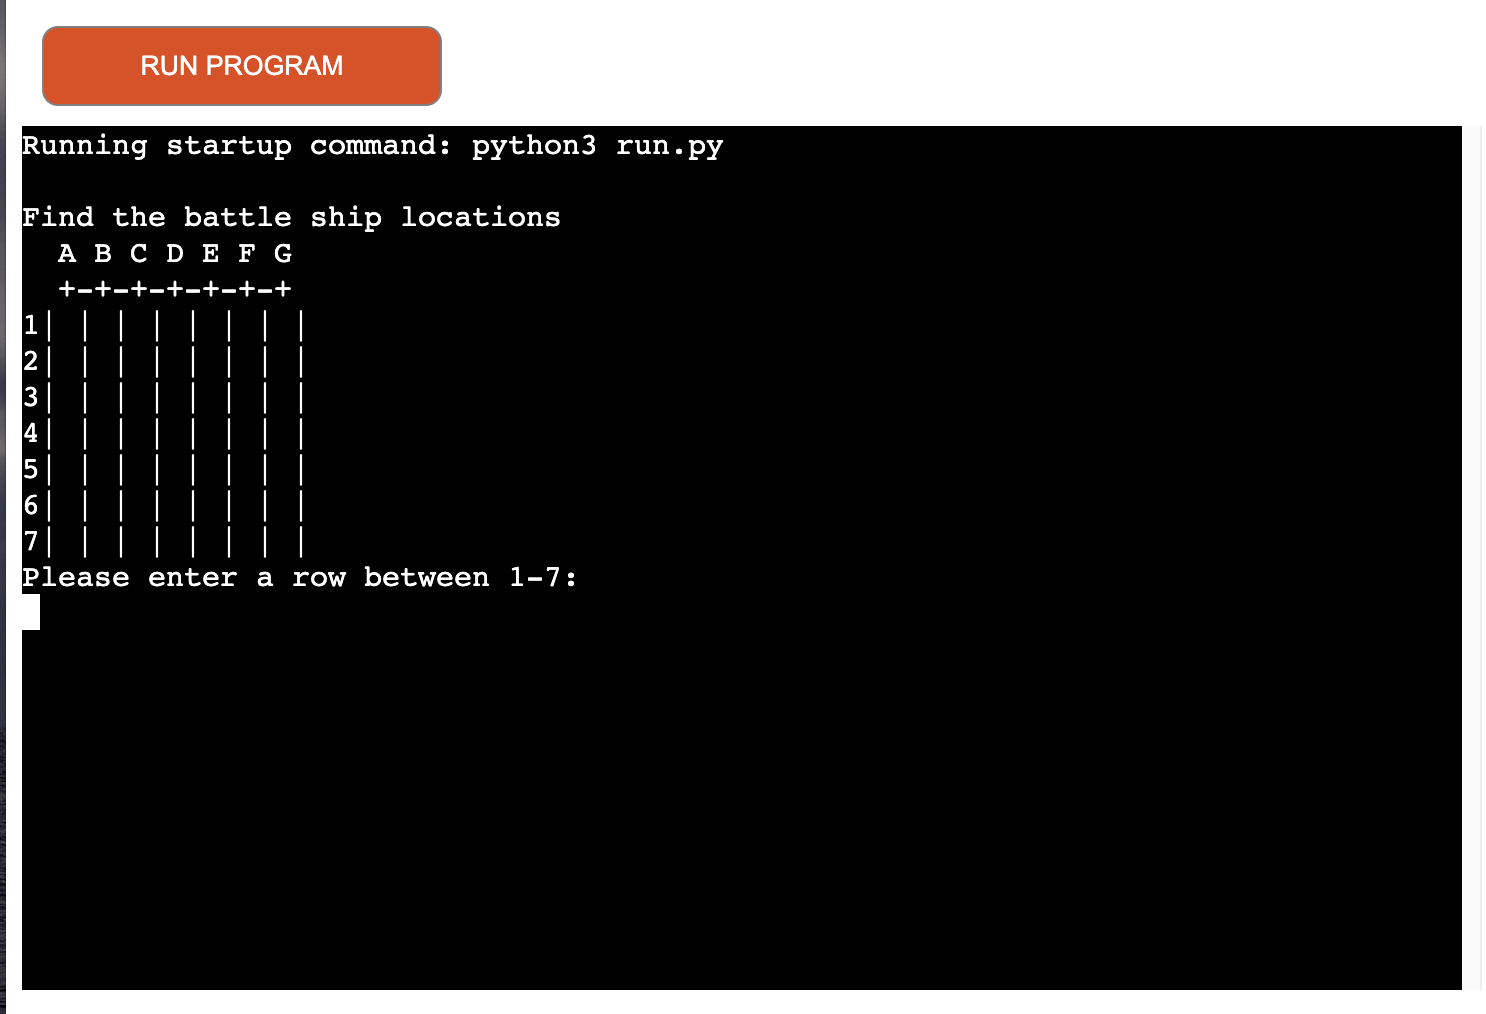 RUN PROGRAM
Running startup command: python3 run.py
Find the battle ship locations
  A B C D E F G
  +-+-+-+-+-+-+
1| | | | | | | |
2| | | | | | | |
3| | | | | | | |
4| | | | | | | |
5| | | | | | | |
6| | | | | | | |
7| | | | | | | |
Please enter a row between 1-7: